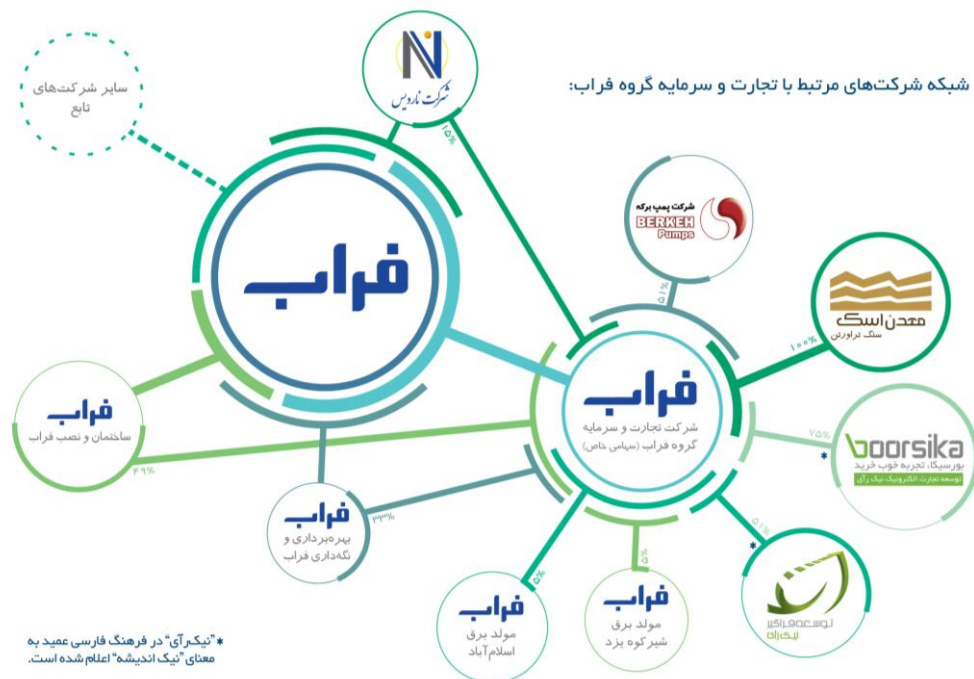 شبکه شرکت‌های مرتبط با تجارت و سرمایه گروه فراب:
سایر شرکت‌های
تابع
شرکت ناردیس
۱۵%
فراب
شرکت پمپ برکه
BERKEH
Pumps
۵۱%
معدن اسک
سنگ تراورتن
۱۰۰%
فراب
شرکت تجارت و سرمایه
گروه فراب (سهامی خاص)
boorsika
بورسیکا، تجربه خوب خرید
توسعه تجارت الکترونیک نیک رأی
۷۵%
*
فراب
ساختمان و نصب فراب
۴۹%
فراب
بهره‌برداری و
نگه‌داری فراب
۳۳%
فراب
مولد برق
اسلام‌آباد
۵%
فراب
مولد برق
شیرکوه یزد
۵%
توسعه فراگیر
نیک راه
۵۱%
*
* "نیک‌رآی" در فرهنگ فارسی عمید به
معنای "نیک اندیشه" اعلام شده است.